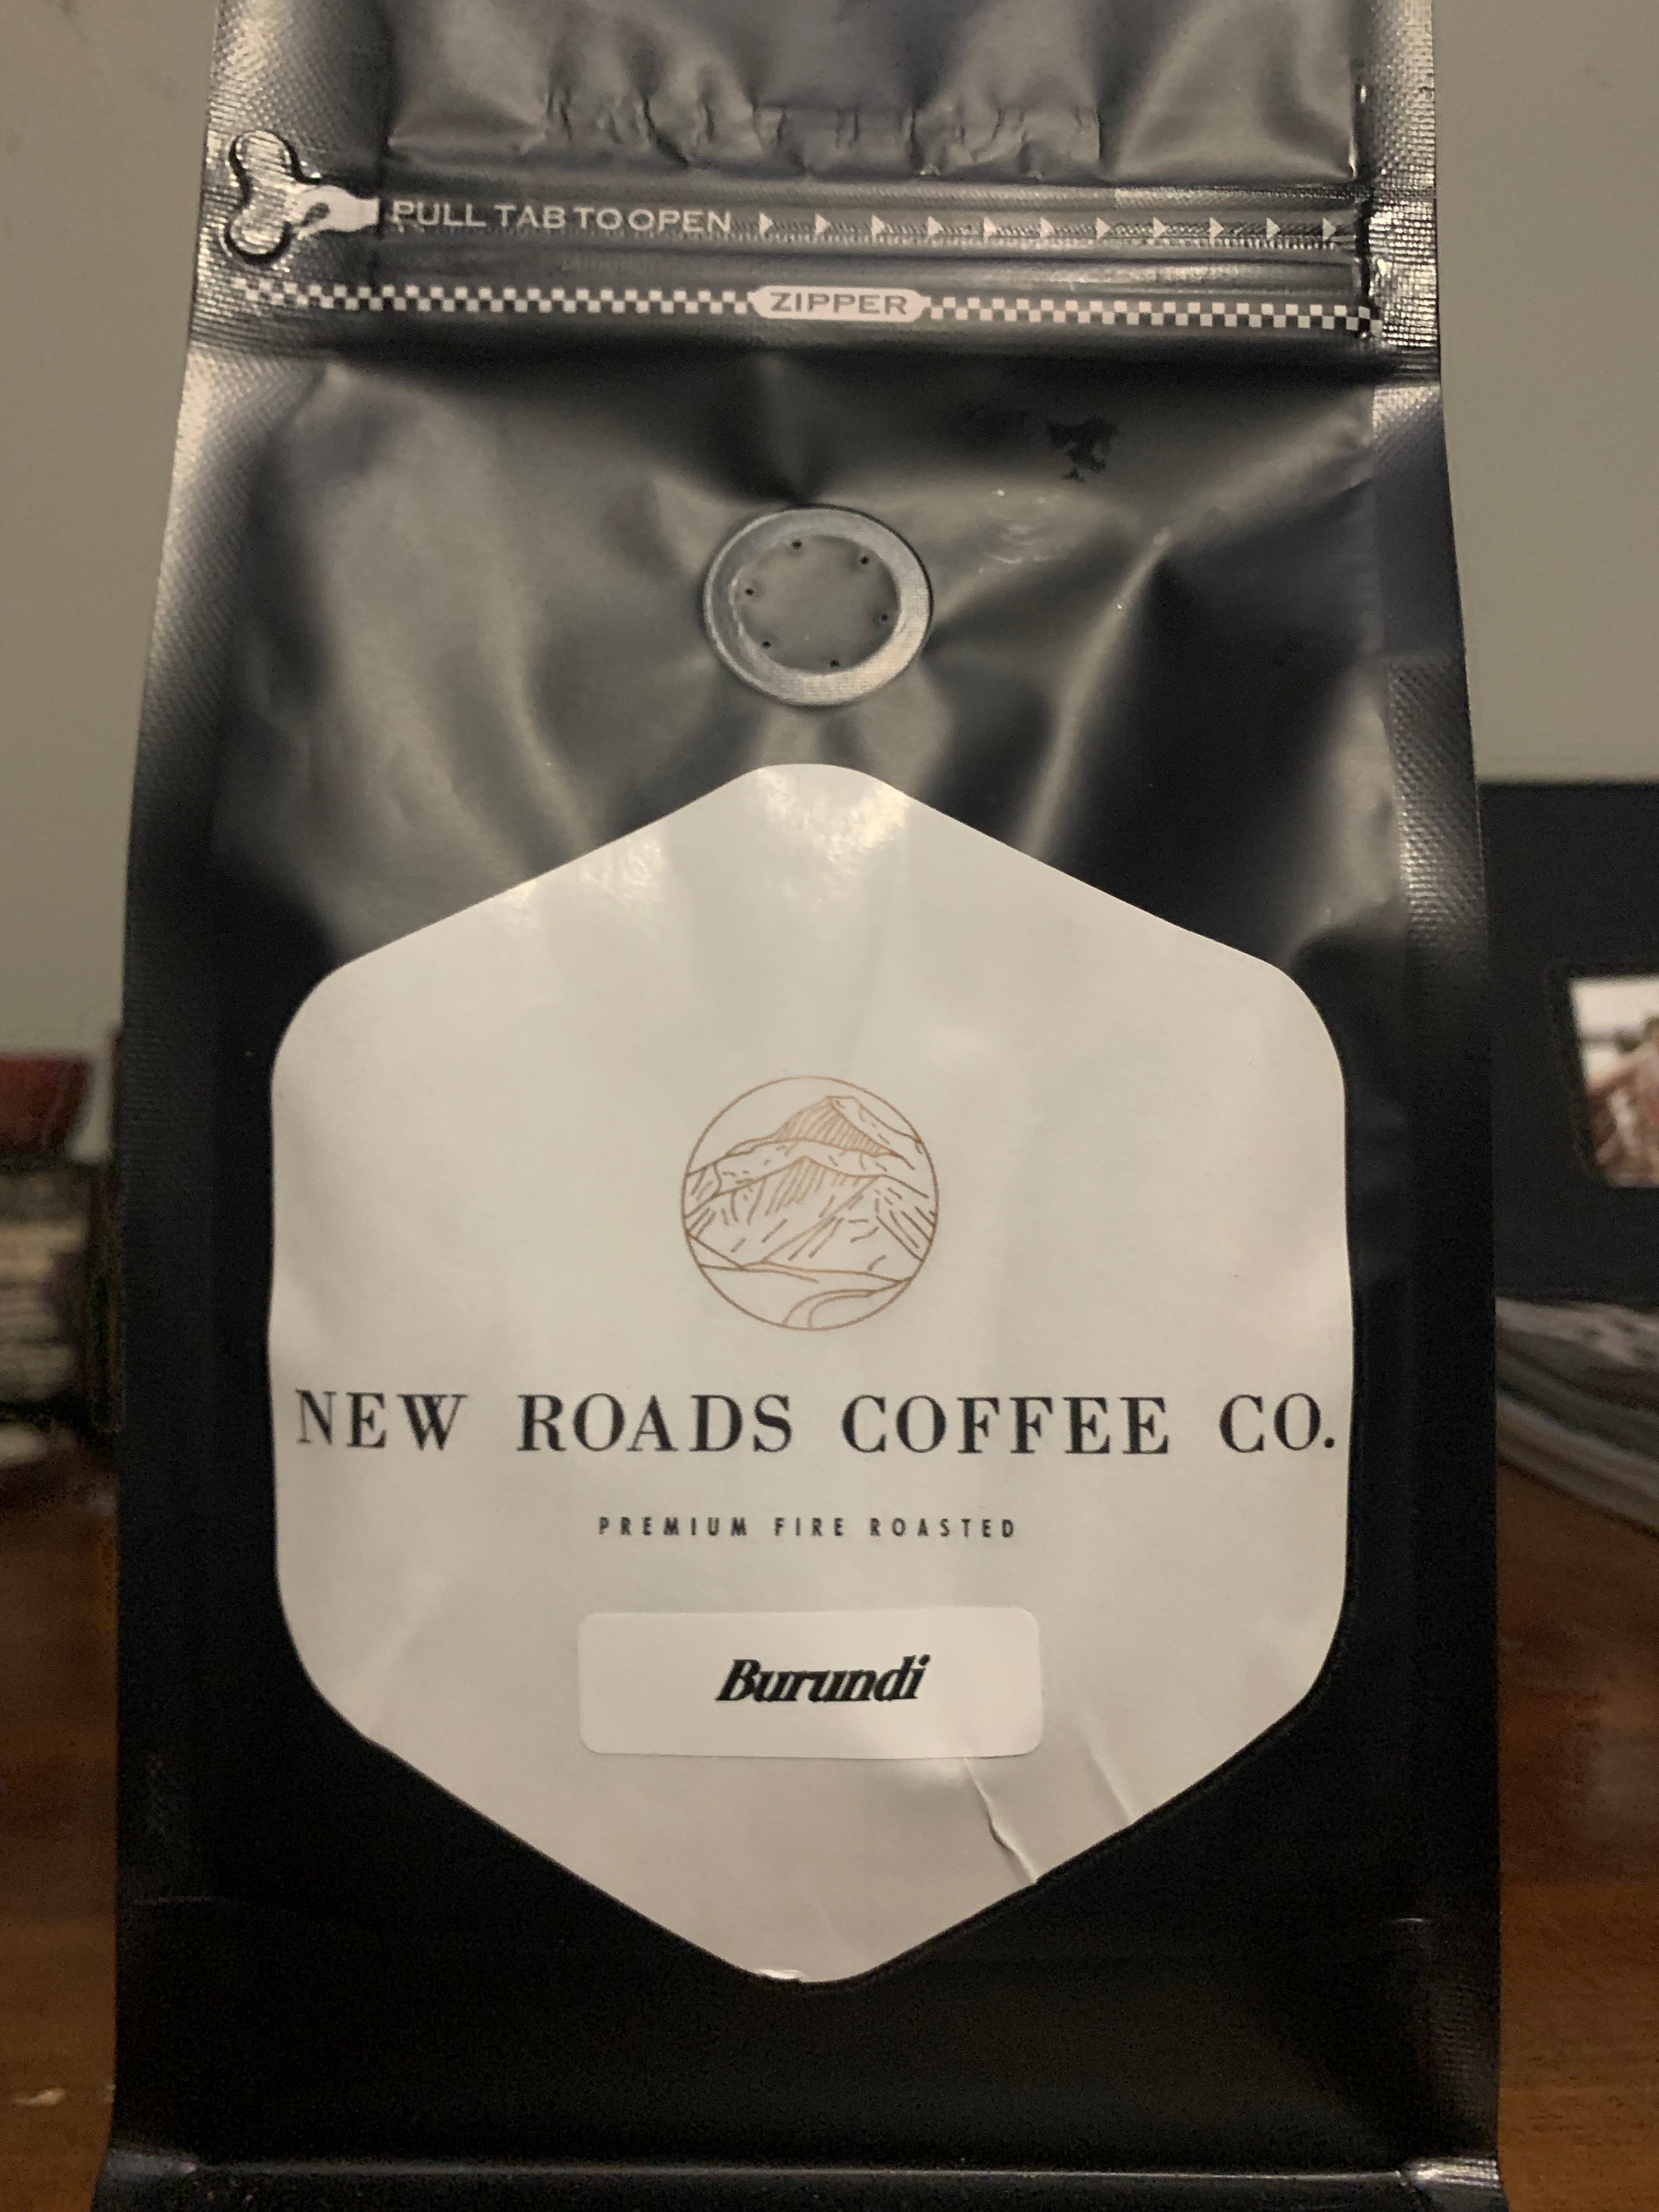 PULL TAB TO OPEN
ZIPPER
NEW ROADS COFFEE CO.
PREMIUM FIRE ROASTED
Burundi